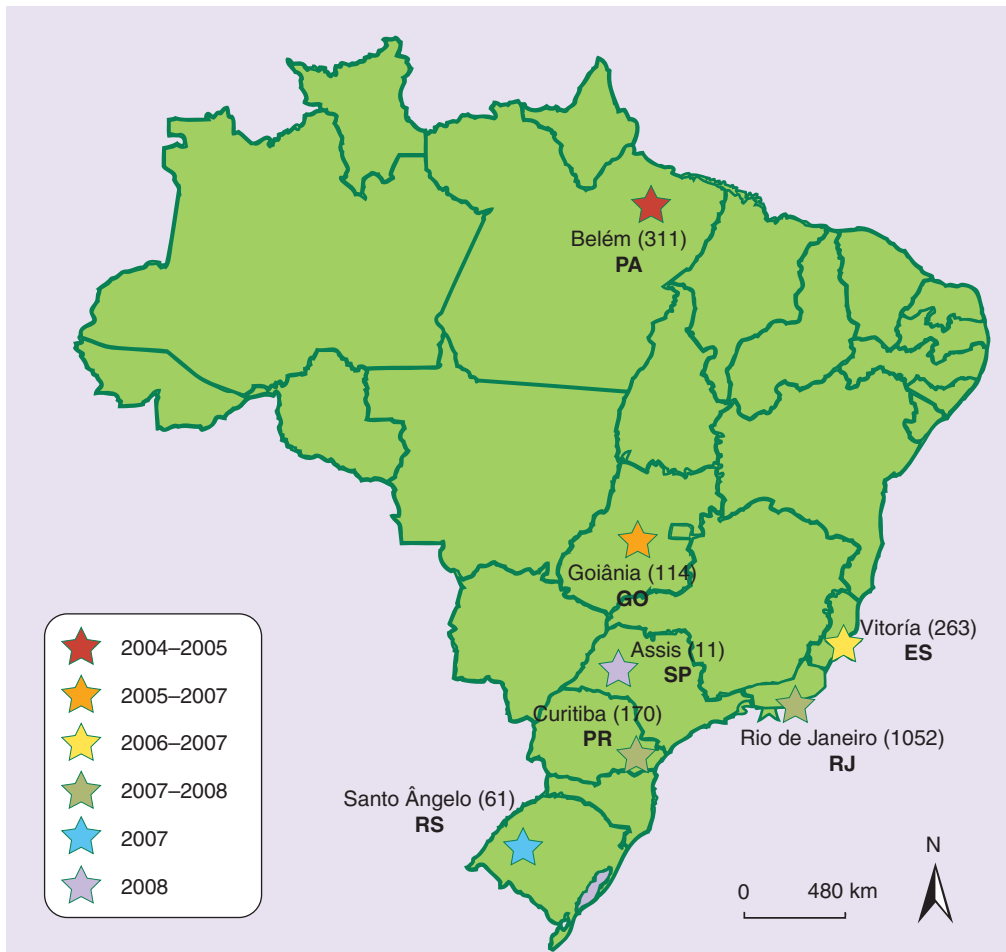 Belém (311)
PA
Goiânia (114)
GO
Vitoría (263)
ES
Assis (11)
SP
Curitiba (170)
PR
Rio de Janeiro (1052)
RJ
Santo Ângelo (61)
RS
2004–2005
2005–2007
2006–2007
2007–2008
2007
2008
N
0 480 km